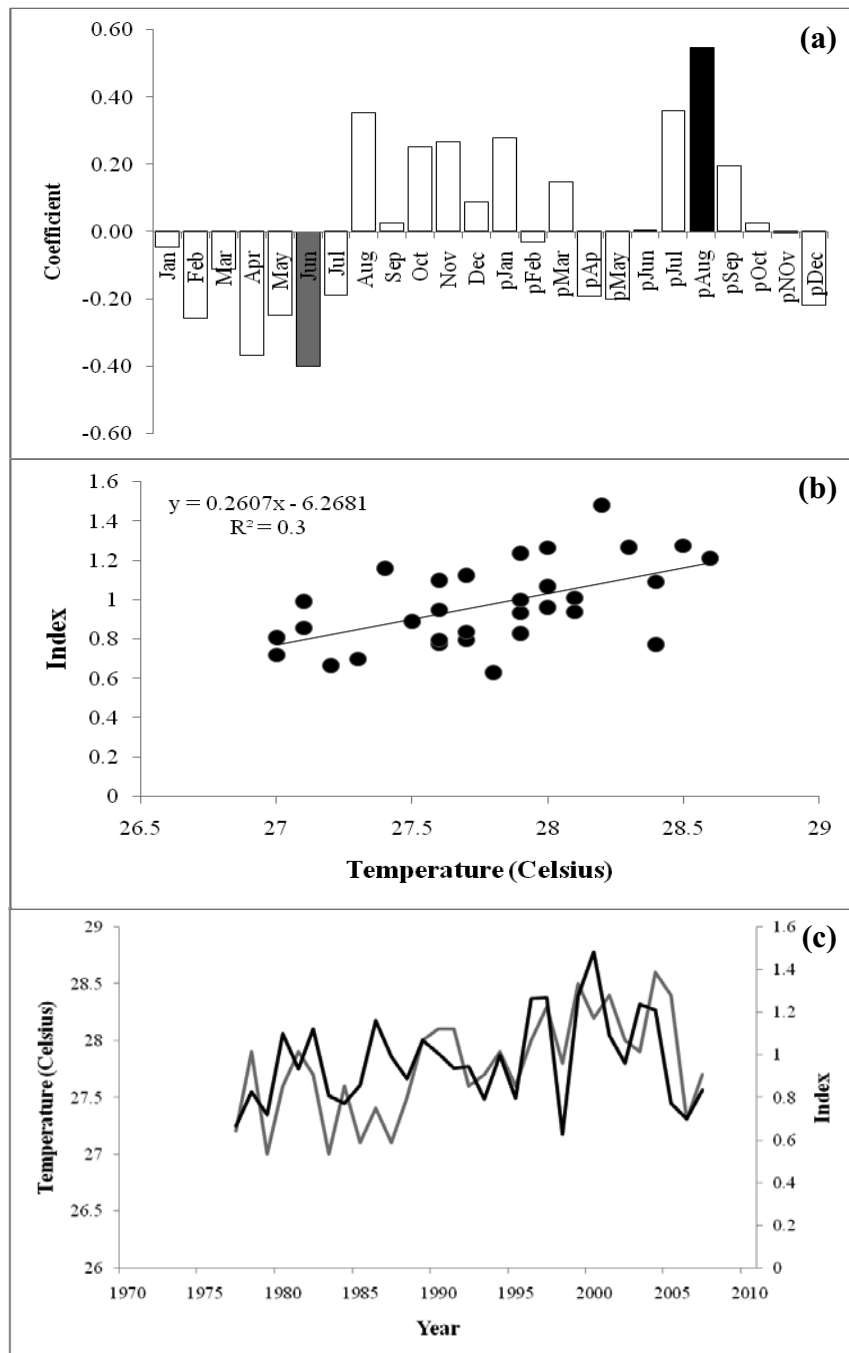 (a)
0.60
0.40
0.20
0.00
-0.20
-0.40
-0.60
Coefficient
Jan Feb Mar Apr May Jun Jul Aug Sep Oct Nov Dec pJan pFeb pMar pAp pMay pJun pJul pAug pSep pOct pNOv pDec
(b)
y = 0.2607x - 6.2681
R² = 0.3
1.6
1.4
1.2
1
0.8
0.6
0.4
0.2
0
Index
26.5 27 27.5 28 28.5 29
Temperature (Celsius)
(c)
29
28.5
28
27.5
27
26.5
26
Temperature (Celsius)
1.6
1.4
1.2
1
0.8
0.6
0.4
0.2
0
Index
1970 1975 1980 1985 1990 1995 2000 2005 2010
Year